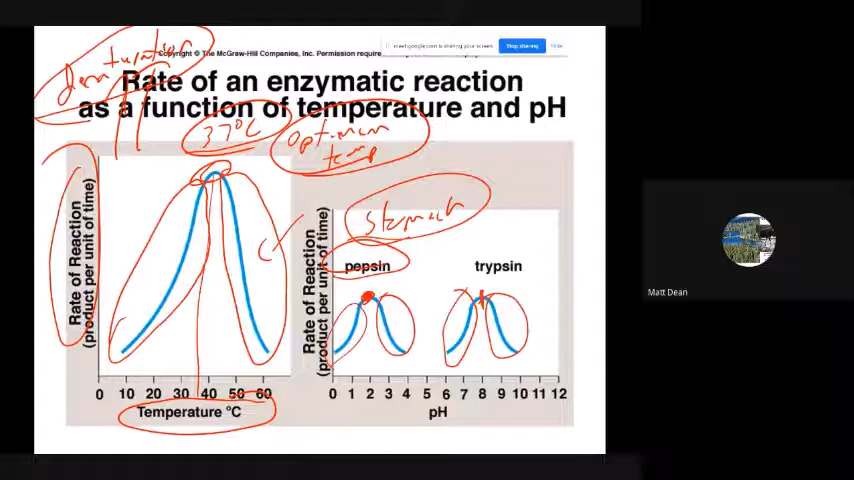 Copyright © The McGraw-Hill Companies, Inc. Permission require
meet.google.com is sharing your screen.
Stop sharing
Hide
denaturation
Rate of an enzymatic reaction
as a function of temperature and pH
37°C
optimum
temp
stomach
Rate of Reaction
(product per unit of time)
0 10 20 30 40 50 60
Temperature °C
Rate of Reaction
(product per unit of time)
pepsin
trypsin
0 1 2 3 4 5 6 7 8 9 10 11 12
pH
Matt Dean